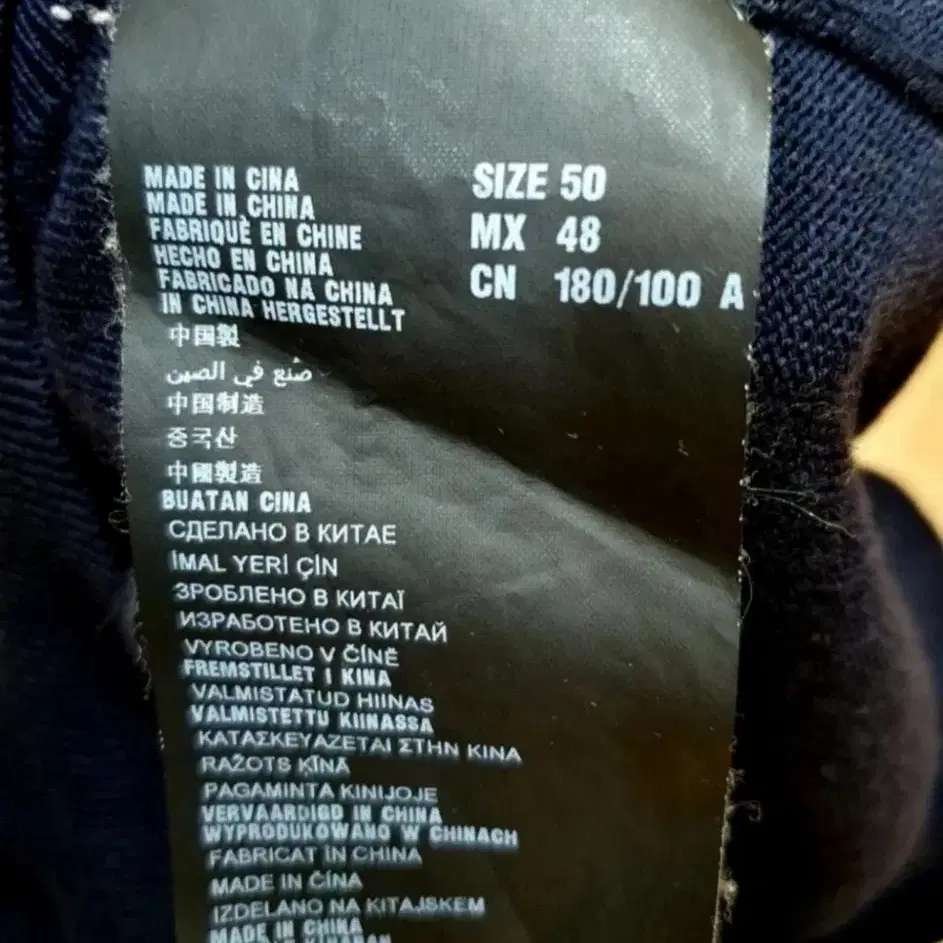 MADE IN CINA
MADE IN CHINA
FABRIQUÈ EN CHINE
HECHO EN CHINA
FABRICADO NA CHINA
IN CHINA HERGESTELLT
中国製
صُنع في الصين
中国制造
중국산
中國製造
BUATAN CINA
СДЕЛАНО В КИТАЕ
İMAL YERİ ÇİN
ЗРОБЛЕНО В КИТАЇ
ИЗРАБОТЕНО В КИТАЙ
VYROBENO V ČÍNĚ
FREMSTILLET I KINA
VALMISTATUD HIINAS
VALMISTETTU KIINASSA
ΚΑΤΑΣΚΕΥΑΖΕΤΑΙ ΣΤΗΝ ΚΙΝΑ
RAŽOTS ĶĪNĀ
PAGAMINTA KINIJOJE
VERVAARDIGD IN CHINA
WYPRODUKOWANO W CHINACH
FABRICAT ÎN CHINA
MADE IN ČÍNA
IZDELANO NA KITAJSKEM
MADE IN CHINA
SIZE 50
MX 48
CN 180/100 A